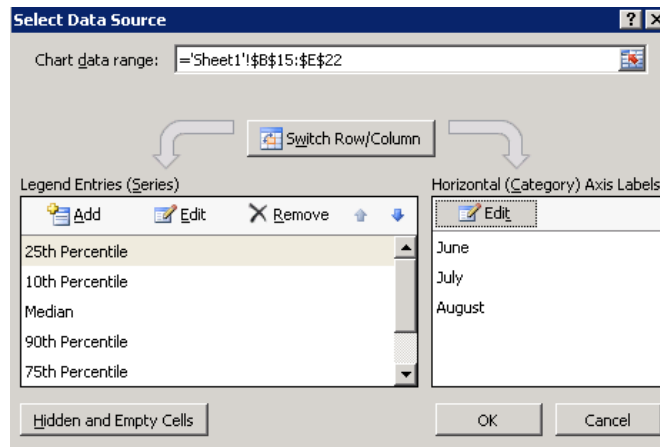 Select Data Source ? X
Chart data range: ='Sheet1'!$B$15:$E$22
Switch Row/Column
Legend Entries (Series)
Add Edit Remove
25th Percentile
10th Percentile
Median
90th Percentile
75th Percentile
Horizontal (Category) Axis Labels
Edit
June
July
August
Hidden and Empty Cells
OK Cancel